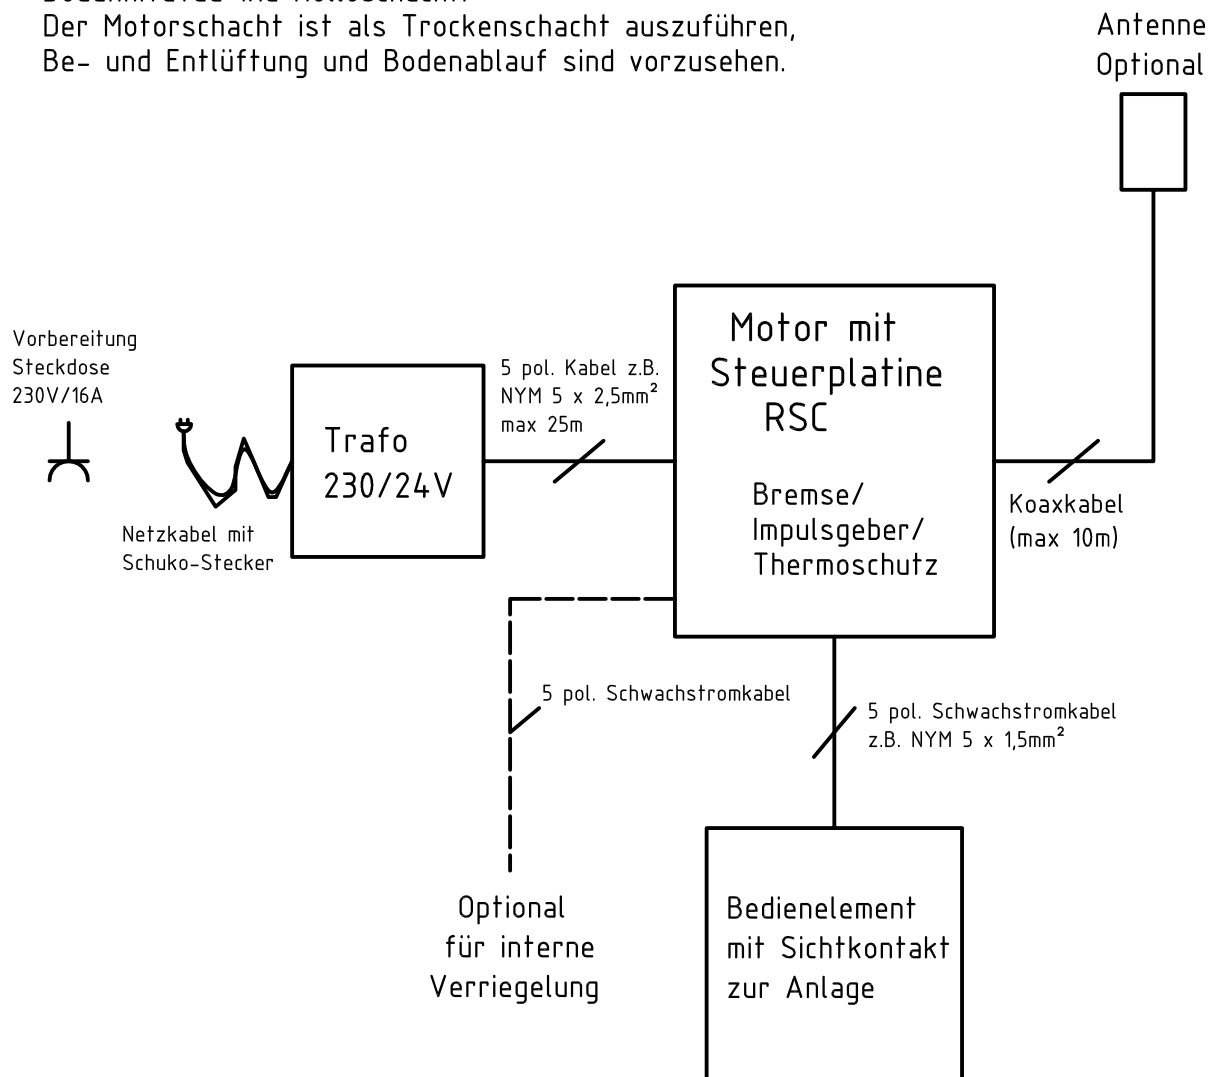 Der Motorschacht ist als Trockenschacht auszuführen,
Be- und Entlüftung und Bodenablauf sind vorzusehen.
Antenne
Optional
Vorbereitung
Steckdose
230V/16A
Netzkabel mit
Schuko-Stecker
Trafo
230/24V
5 pol. Kabel z.B.
NYM 5 x 2,5mm²
max 25m
Motor mit
Steuerplatine
RSC
Bremse/
Impulsgeber/
Thermoschutz
Koaxkabel
(max 10m)
5 pol. Schwachstromkabel
5 pol. Schwachstromkabel
z.B. NYM 5 x 1,5mm²
Optional
für interne
Verriegelung
Bedienelement
mit Sichtkontakt
zur Anlage